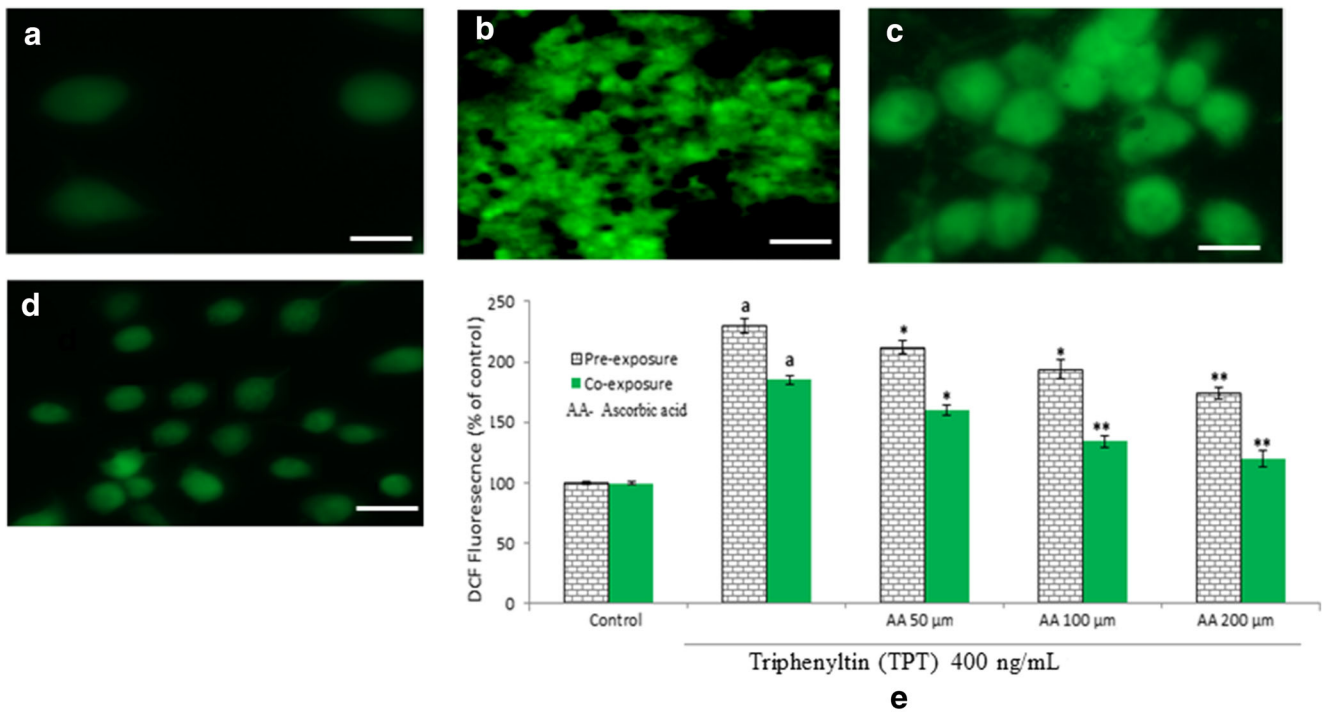 a
b
c
d
250
200
150
100
50
0
DCF Fluoresecnce (% of control)
Pre-exposure
Co-exposure
AA- Ascorbic acid
a
a
*
*
*
**
**
**
Control
AA 50 µm
AA 100 µm
AA 200 µm
Triphenyltin (TPT) 400 ng/mL
e